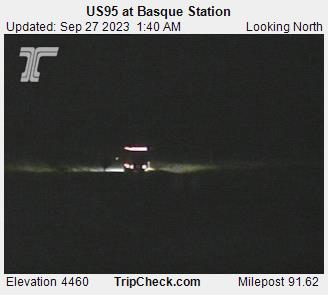 US95 at Basque Station
Updated: Sep 27 2023 1:40 AM Looking North
Elevation 4460 TripCheck.com Milepost 91.62